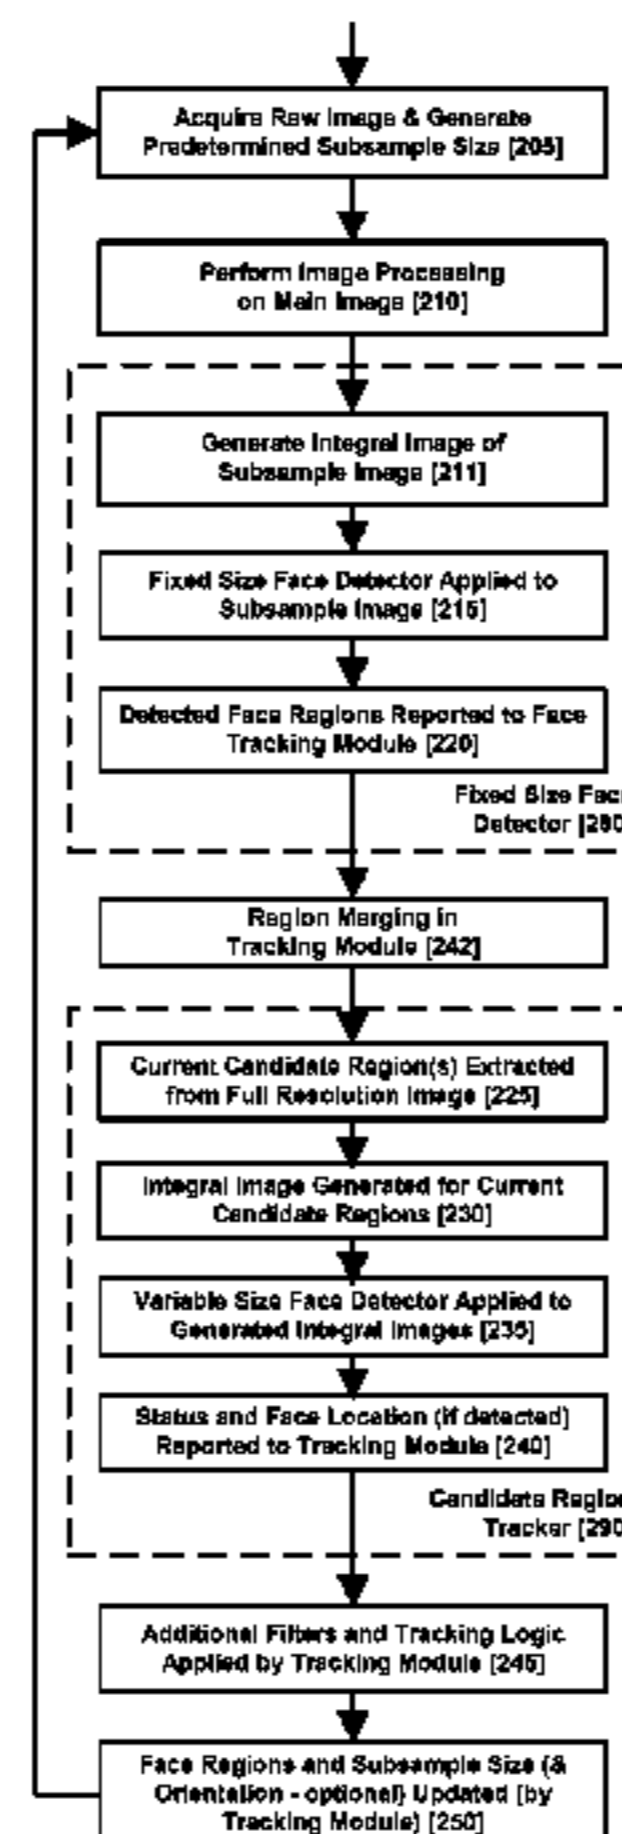 Acquire Raw Image & Generate
Predetermined Subsample Size [205]
Perform Image Processing
on Main Image [210]
Generate Integral Image of
Subsample Image [211]
Fixed Size Face Detector Applied to
Subsample Image [215]
Detected Face Regions Reported to Face
Tracking Module [220]
Fixed Size Fac
Detector [280
Region Merging in
Tracking Module [242]
Current Candidate Region(s) Extracted
from Full Resolution Image [225]
Integral Image Generated for Current
Candidate Regions [230]
Variable Size Face Detector Applied to
Generated Integral Images [235]
Status and Face Location (if detected)
Reported to Tracking Module [240]
Candidate Regio
Tracker [290
Additional Filters and Tracking Logic
Applied by Tracking Module [245]
Face Regions and Subsample Size (&
Orientation - optional) Updated (by
Tracking Module) [250]